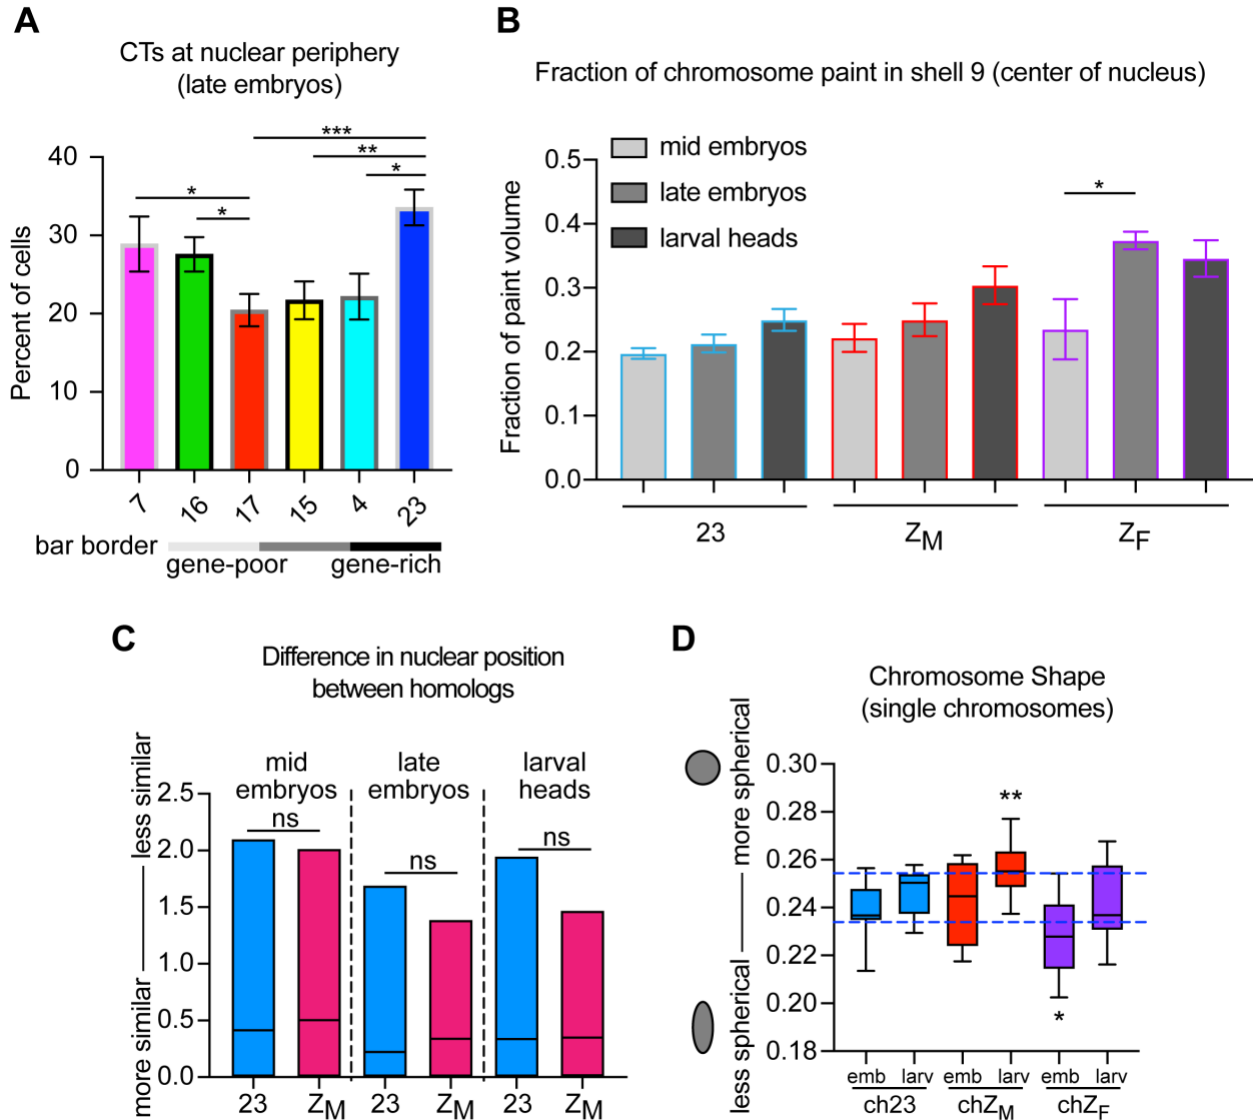 A
CTs at nuclear periphery
(late embryos)
Percent of cells
40
30
20
10
0
***
**
*
*
*
7
16
17
15
4
23
bar border
gene-poor
gene-rich
B
Fraction of chromosome paint in shell 9 (center of nucleus)
Fraction of paint volume
0.5
0.4
0.3
0.2
0.1
0.0
mid embryos
late embryos
larval heads
*
23
ZM
ZF
C
Difference in nuclear position
between homologs
more similar
less similar
2.5
2.0
1.5
1.0
0.5
0.0
mid
embryos
late
embryos
larval
heads
ns
ns
ns
23
ZM
23
ZM
23
ZM
D
Chromosome Shape
(single chromosomes)
less spherical
more spherical
0.30
0.28
0.26
0.24
0.22
0.20
0.18
**
*
emb
larv
emb
larv
emb
larv
ch23
chZM
chZF